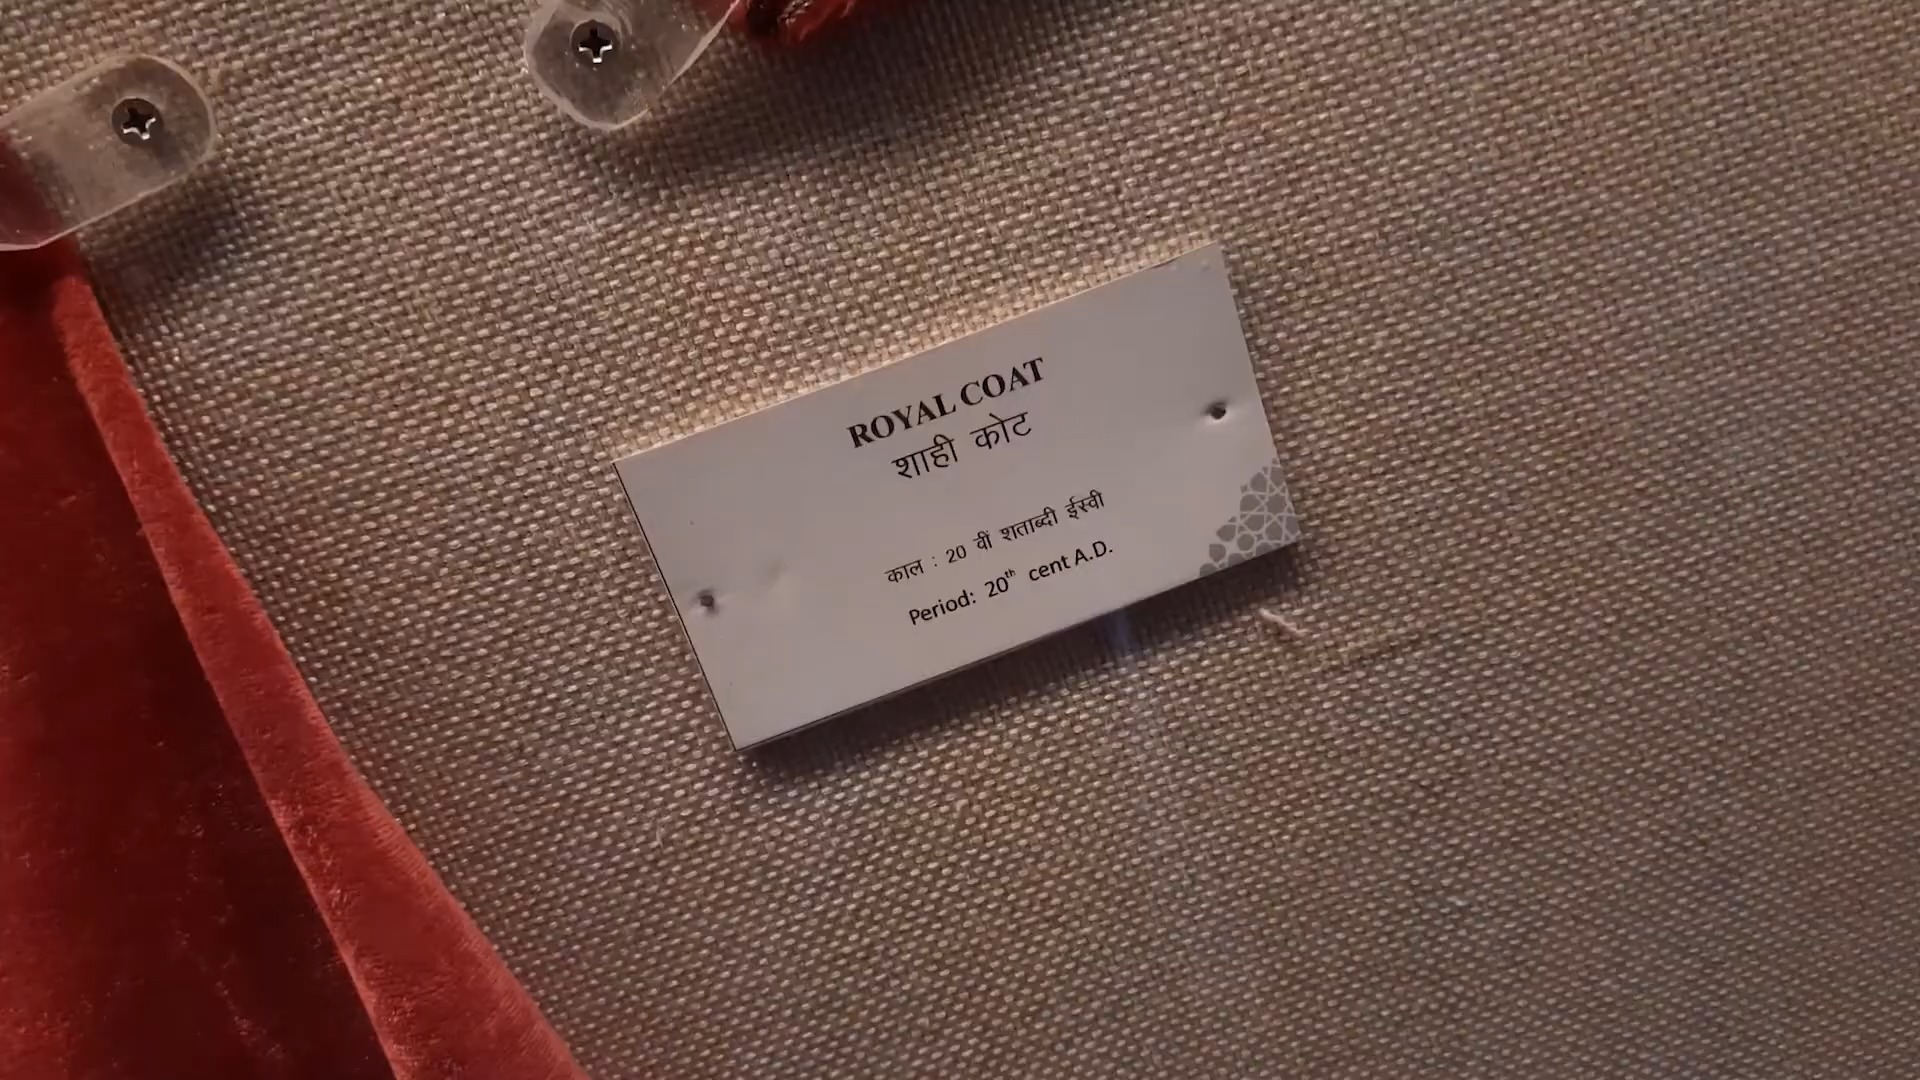 ROYAL COAT
शाही कोट
काल : 20 वीं शताब्दी ईस्वी
Period: 20th cent A.D.